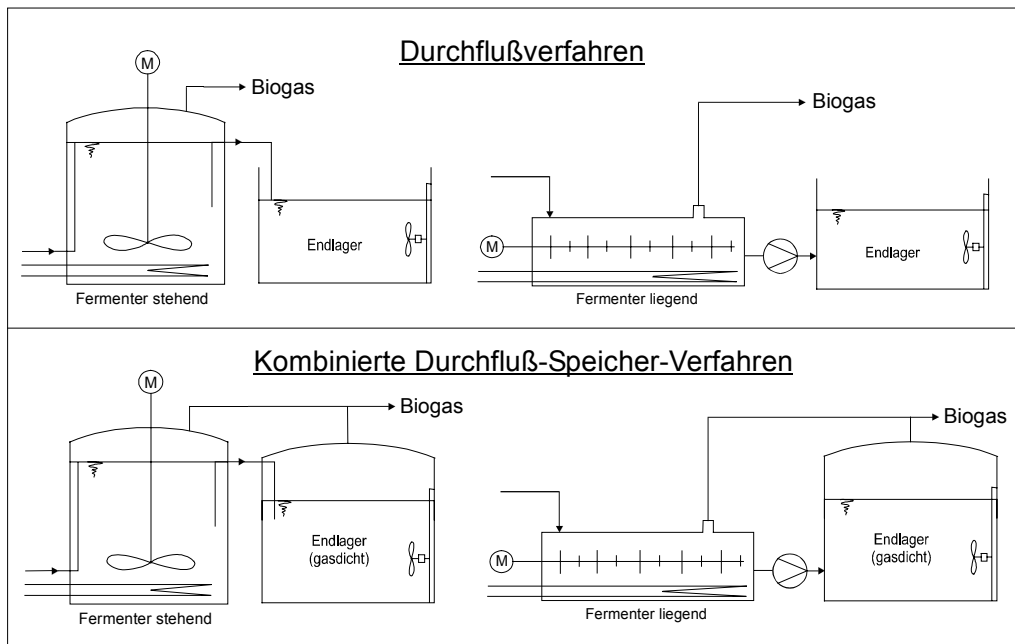 Durchflußverfahren
M
Biogas
Biogas
Endlager
M
Endlager
Fermenter stehend
Fermenter liegend
Kombinierte Durchfluß-Speicher-Verfahren
M
Biogas
Biogas
Endlager
(gasdicht)
M
Endlager
(gasdicht)
Fermenter stehend
Fermenter liegend